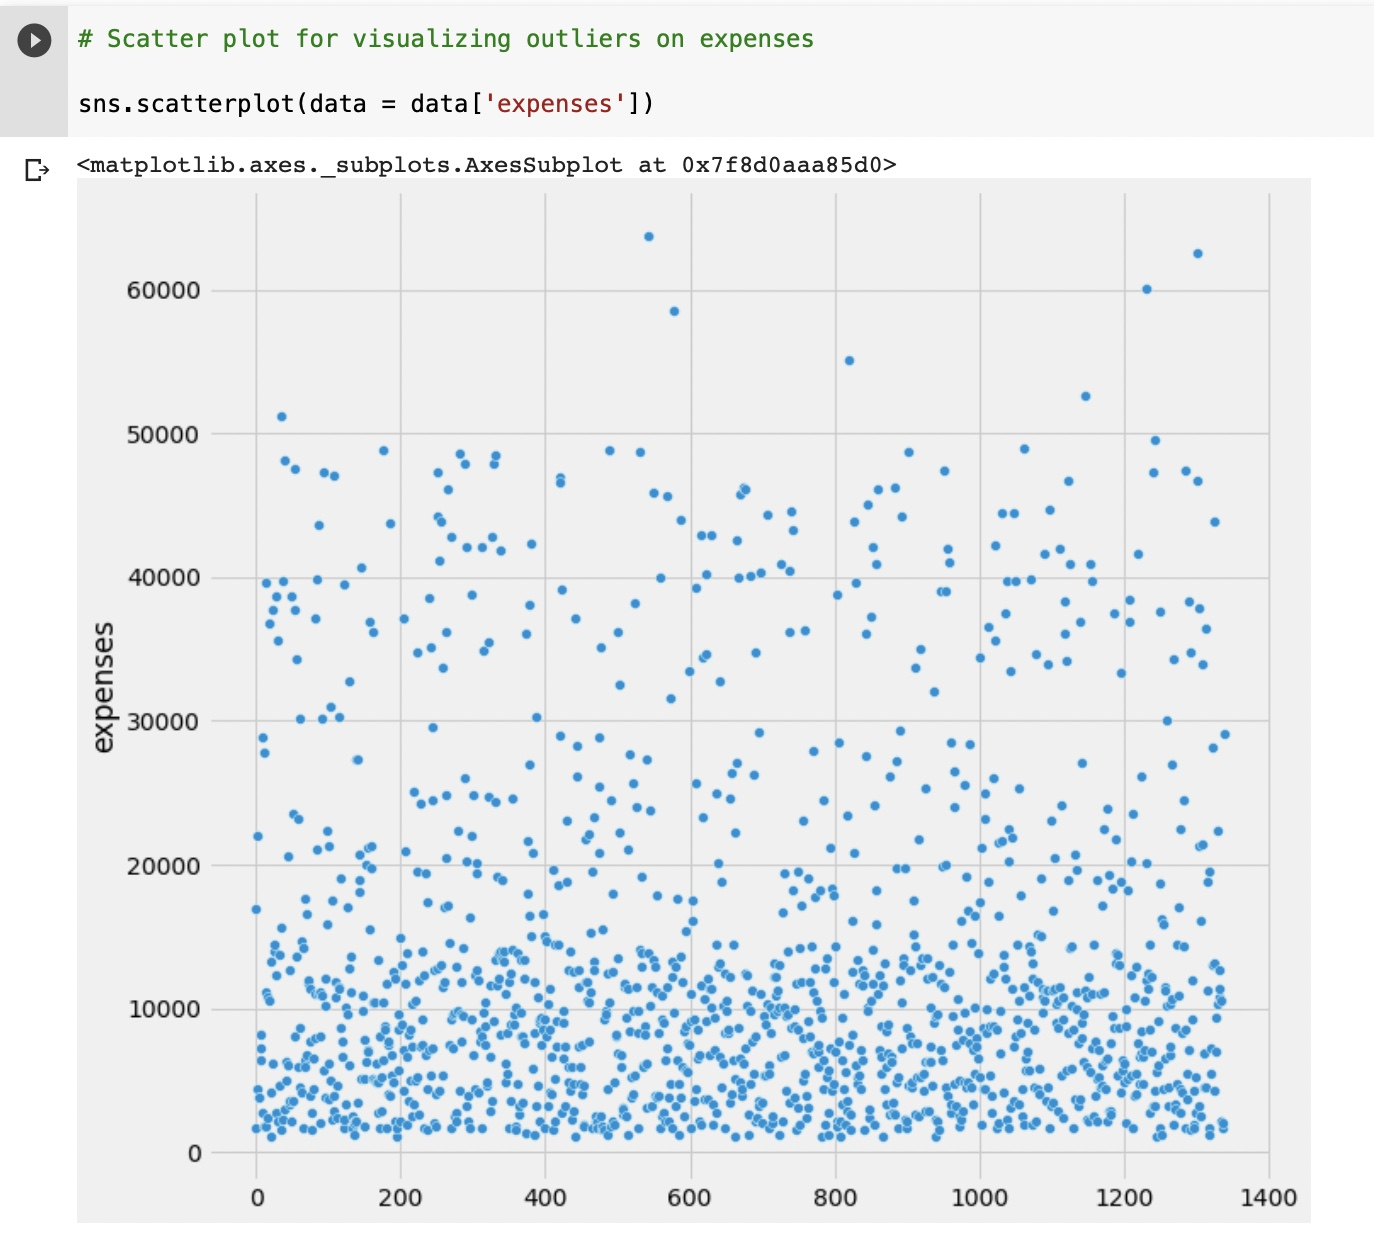 # Scatter plot for visualizing outliers on expenses
sns.scatterplot(data = data['expenses'])
<matplotlib.axes._subplots.AxesSubplot at 0x7f8d0aaa85d0>
60000
50000
40000
30000
20000
10000
0
expenses
0 200 400 600 800 1000 1200 1400